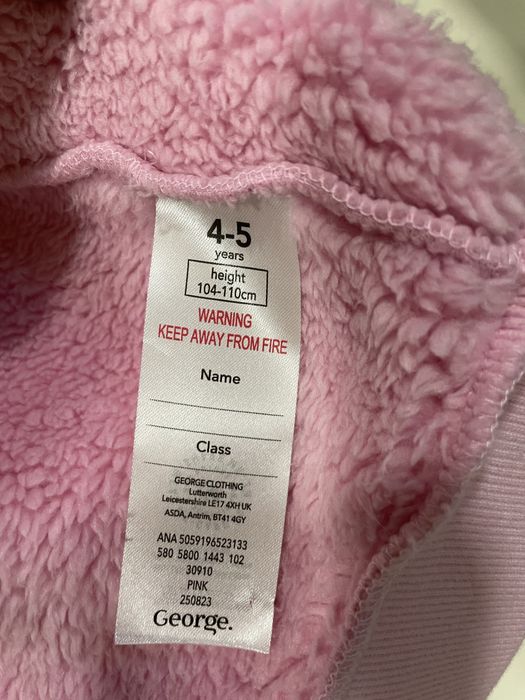 4-5
years
height
104-110cm
WARNING
KEEP AWAY FROM FIRE
Name
Class
GEORGE CLOTHING
Lutterworth
Leicestershire LE17 4XH UK
ASDA, Antrim, BT41 4GY
ANA 5059196523133
580 5800 1443 102
30910
PINK
250823
George.